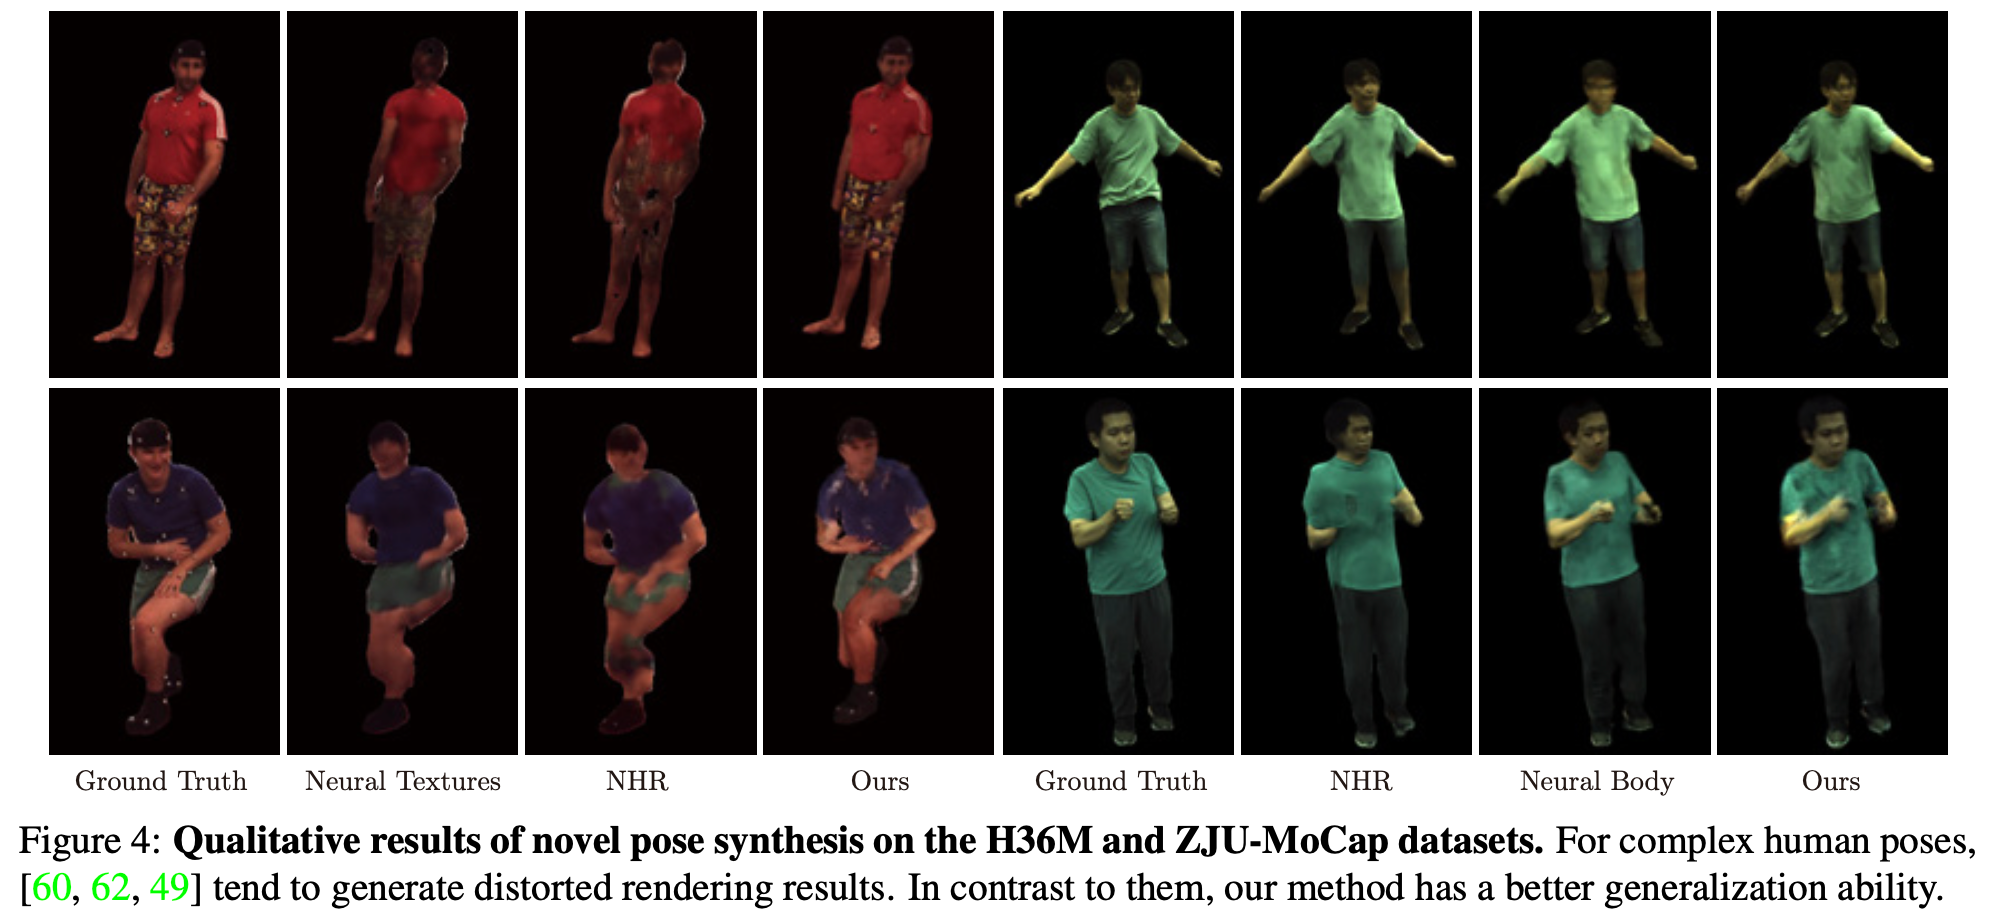 Ground Truth Neural Textures NHR Ours Ground Truth NHR Neural Body Ours
Figure 4: Qualitative results of novel pose synthesis on the H36M and ZJU-MoCap datasets. For complex human poses,
[60, 62, 49] tend to generate distorted rendering results. In contrast to them, our method has a better generalization ability.